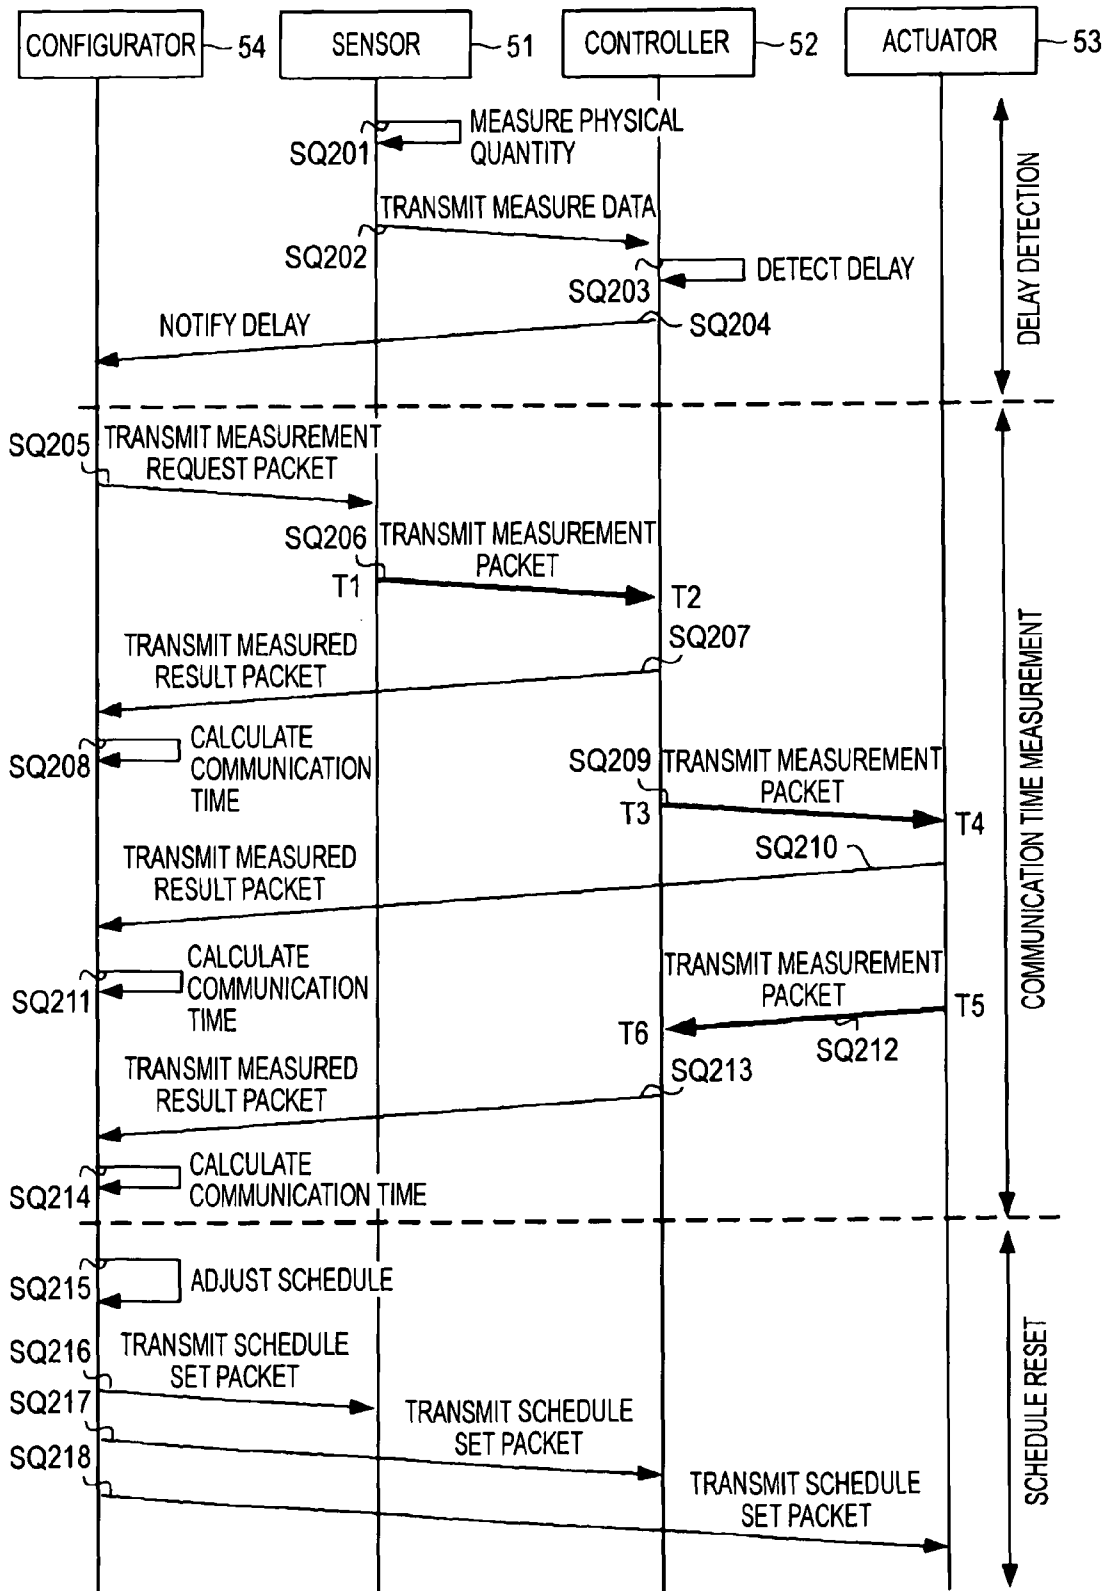 CONFIGURATOR
54
SENSOR
51
CONTROLLER
52
ACTUATOR
53
MEASURE PHYSICAL
QUANTITY
SQ201
TRANSMIT MEASURE DATA
SQ202
DETECT DELAY
SQ203
NOTIFY DELAY
SQ204
DELAY DETECTION
SQ205
TRANSMIT MEASUREMENT
REQUEST PACKET
SQ206
TRANSMIT MEASUREMENT
PACKET
T1
T2
TRANSMIT MEASURED
RESULT PACKET
SQ207
SQ208
CALCULATE
COMMUNICATION
TIME
SQ209
TRANSMIT MEASUREMENT
PACKET
T3
T4
TRANSMIT MEASURED
RESULT PACKET
SQ210
SQ211
CALCULATE
COMMUNICATION
TIME
TRANSMIT MEASUREMENT
PACKET
T5
T6
SQ212
TRANSMIT MEASURED
RESULT PACKET
SQ213
SQ214
CALCULATE
COMMUNICATION TIME
COMMUNICATION TIME MEASUREMENT
SQ215
ADJUST SCHEDULE
SQ216
TRANSMIT SCHEDULE
SET PACKET
SQ217
TRANSMIT SCHEDULE
SET PACKET
SQ218
TRANSMIT SCHEDULE
SET PACKET
SCHEDULE RESET